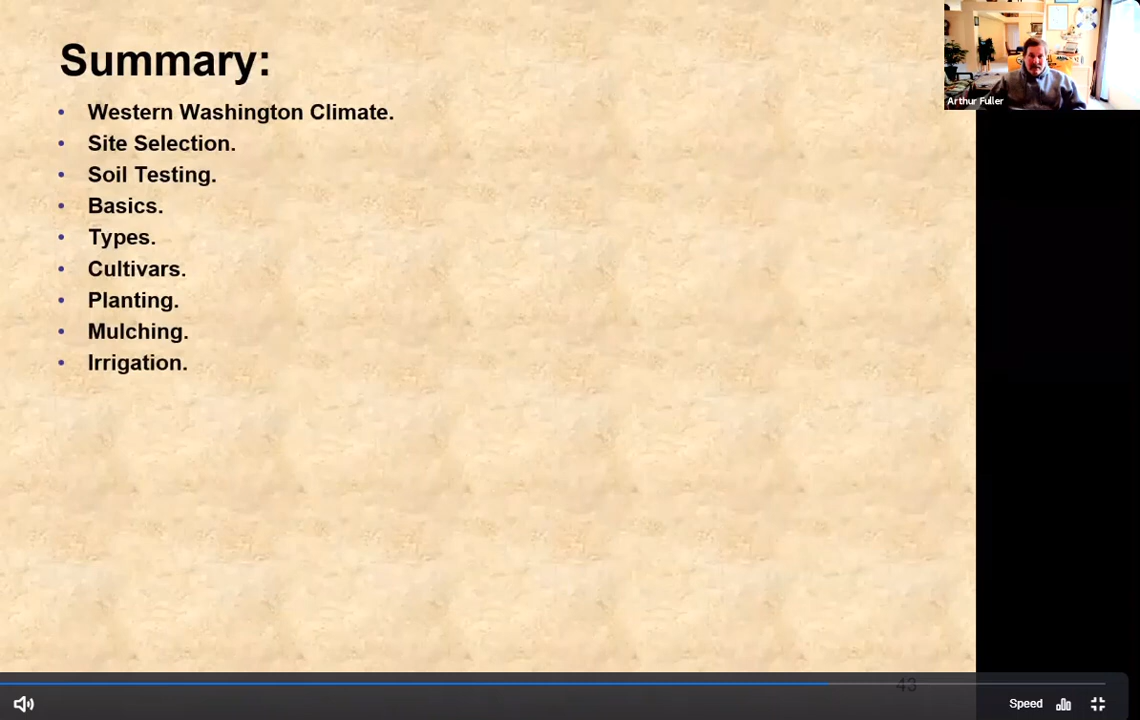 Summary:
• Western Washington Climate.
• Site Selection.
• Soil Testing.
• Basics.
• Types.
• Cultivars.
• Planting.
• Mulching.
• Irrigation.
Arthur Fuller
43
Speed